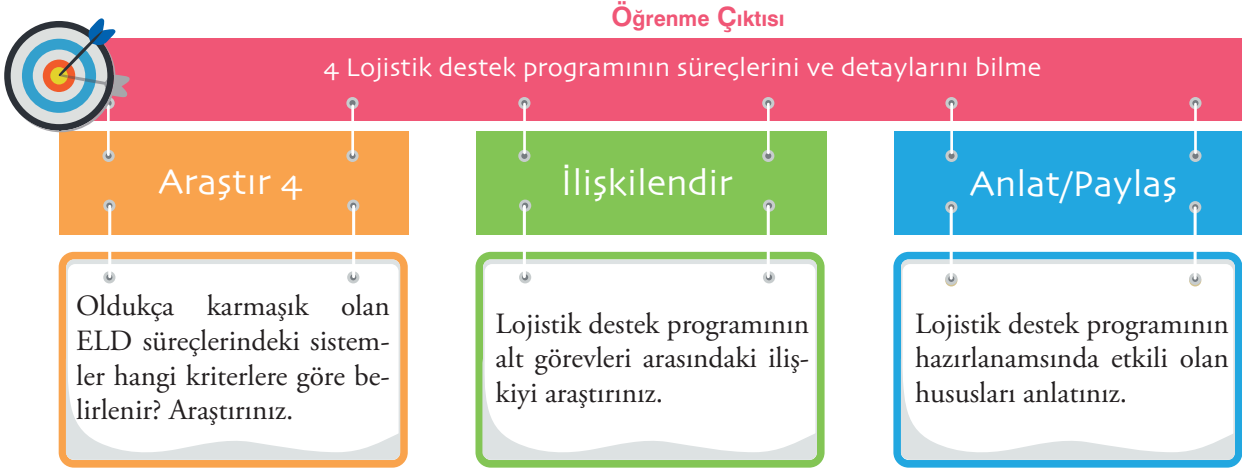 Öğrenme Çıktısı
4 Lojistik destek programının süreçlerini ve detaylarını bilme
Araştır 4
Oldukça karmaşık olan
ELD süreçlerindeki sistem-
ler hangi kriterlere göre be-
lirlenir? Araştırınız.
İlişkilendir
Lojistik destek programının
alt görevleri arasındaki iliş-
kiyi araştırınız.
Anlat/Paylaş
Lojistik destek programının
hazırlanamsında etkili olan
hususları anlatınız.